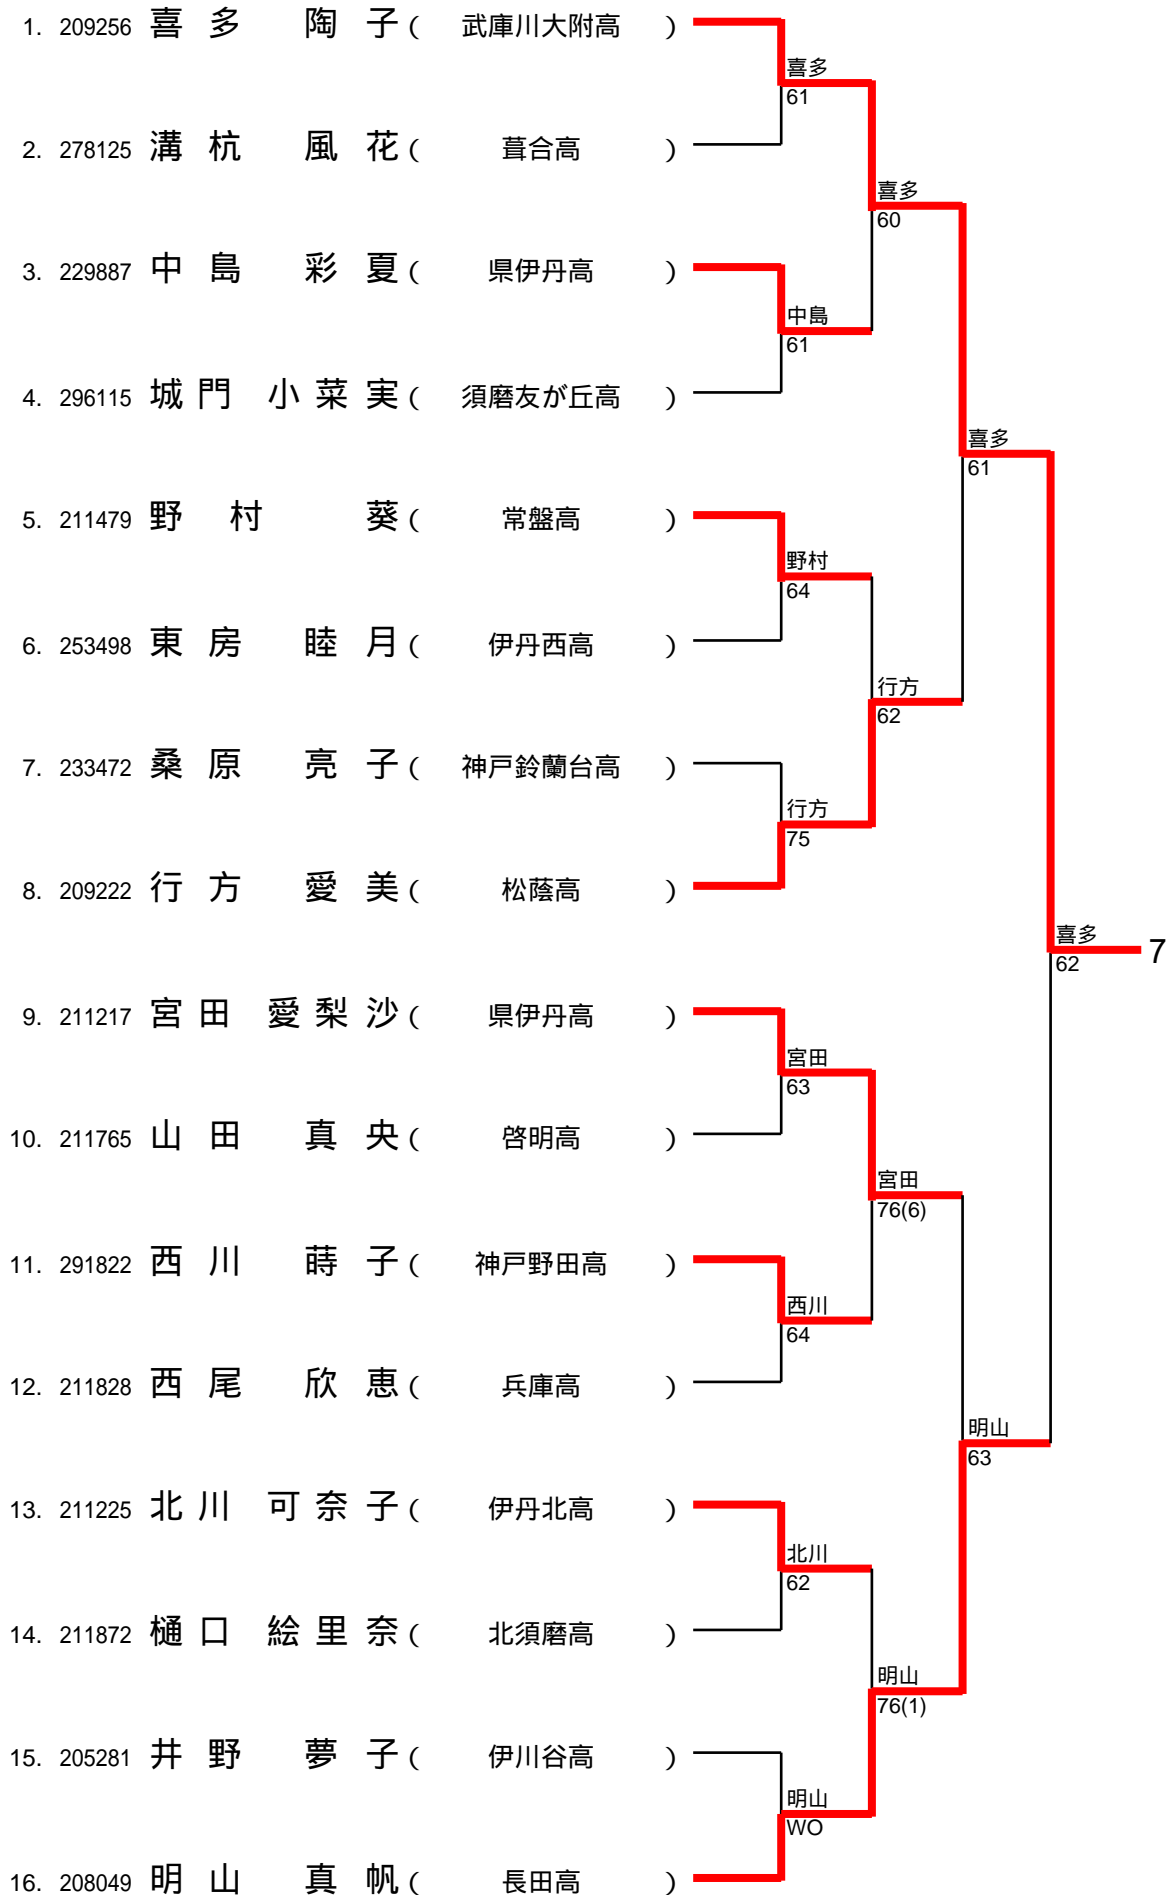 1. 209256 喜多 陶子 ( 武庫川大附高 )
喜多
61
2. 278125 溝杭 風花 ( 葺合高 )
喜多
60
3. 229887 中島 彩夏 ( 県伊丹高 )
中島
61
4. 296115 城門 小菜実 ( 須磨友が丘高 )
喜多
61
5. 211479 野村 葵 ( 常盤高 )
野村
64
6. 253498 東房 睦月 ( 伊丹西高 )
行方
62
7. 233472 桑原 亮子 ( 神戸鈴蘭台高 )
行方
75
8. 209222 行方 愛美 ( 松蔭高 )
喜多
62
7
9. 211217 宮田 愛梨沙 ( 県伊丹高 )
宮田
63
10. 211765 山田 真央 ( 啓明高 )
宮田
76(6)
11. 291822 西川 蒔子 ( 神戸野田高 )
西川
64
12. 211828 西尾 欣恵 ( 兵庫高 )
明山
63
13. 211225 北川 可奈子 ( 伊丹北高 )
北川
62
14. 211872 樋口 絵里奈 ( 北須磨高 )
明山
76(1)
15. 205281 井野 夢子 ( 伊川谷高 )
明山
WO
16. 208049 明山 真帆 ( 長田高 )